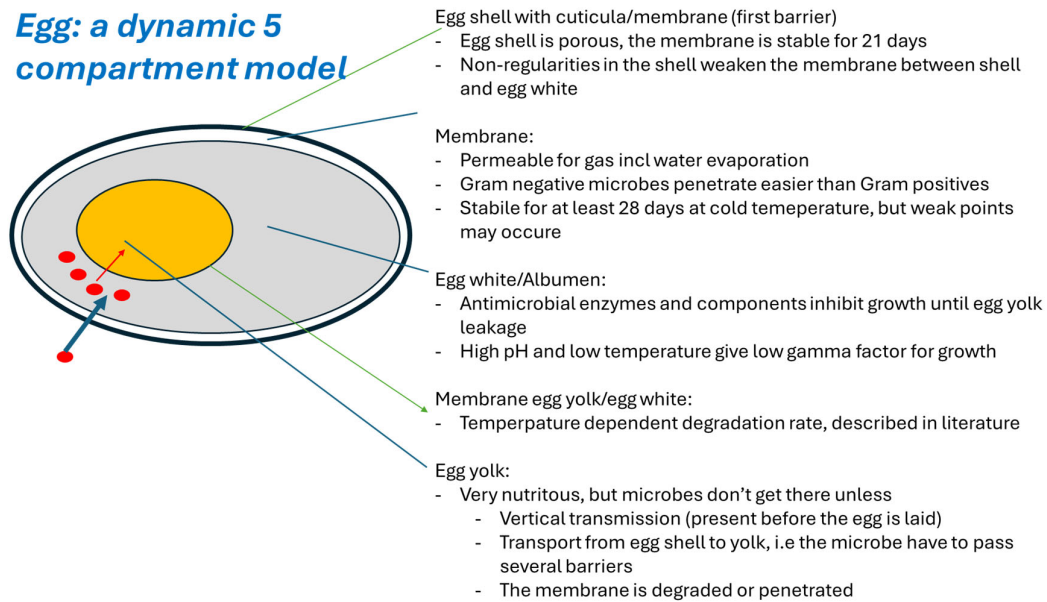 Egg: a dynamic 5
compartment model
Egg shell with cuticula/membrane (first barrier)
- Egg shell is porous, the membrane is stable for 21 days
- Non-regularities in the shell weaken the membrane between shell
and egg white
Membrane:
- Permeable for gas incl water evaporation
- Gram negative microbes penetrate easier than Gram positives
- Stabile for at least 28 days at cold temeperature, but weak points
may occure
Egg white/Albumen:
- Antimicrobial enzymes and components inhibit growth until egg yolk
leakage
- High pH and low temperature give low gamma factor for growth
Membrane egg yolk/egg white:
- Temperpature dependent degradation rate, described in literature
Egg yolk:
- Very nutritous, but microbes don’t get there unless
- Vertical transmission (present before the egg is laid)
- Transport from egg shell to yolk, i.e the microbe have to pass
several barriers
- The membrane is degraded or penetrated